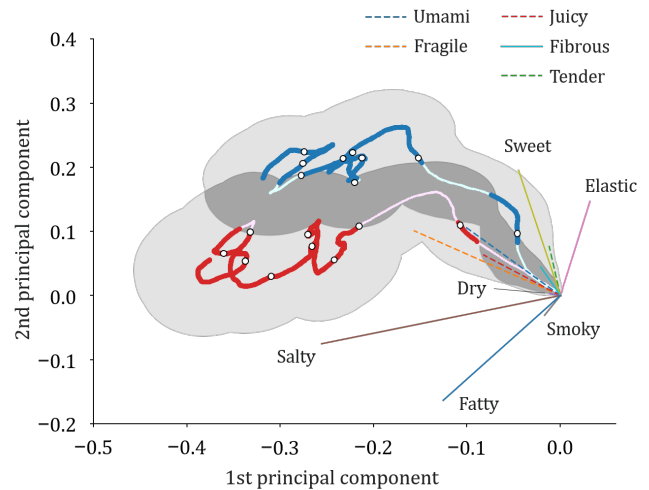 Umami
Juicy
Fragile
Fibrous
Tender
0.4
0.3
0.2
0.1
0.0
−0.1
−0.2
2nd principal component
Sweet
Elastic
Dry
Smoky
Salty
Fatty
−0.5
−0.4
−0.3
−0.2
−0.1
0.0
1st principal component